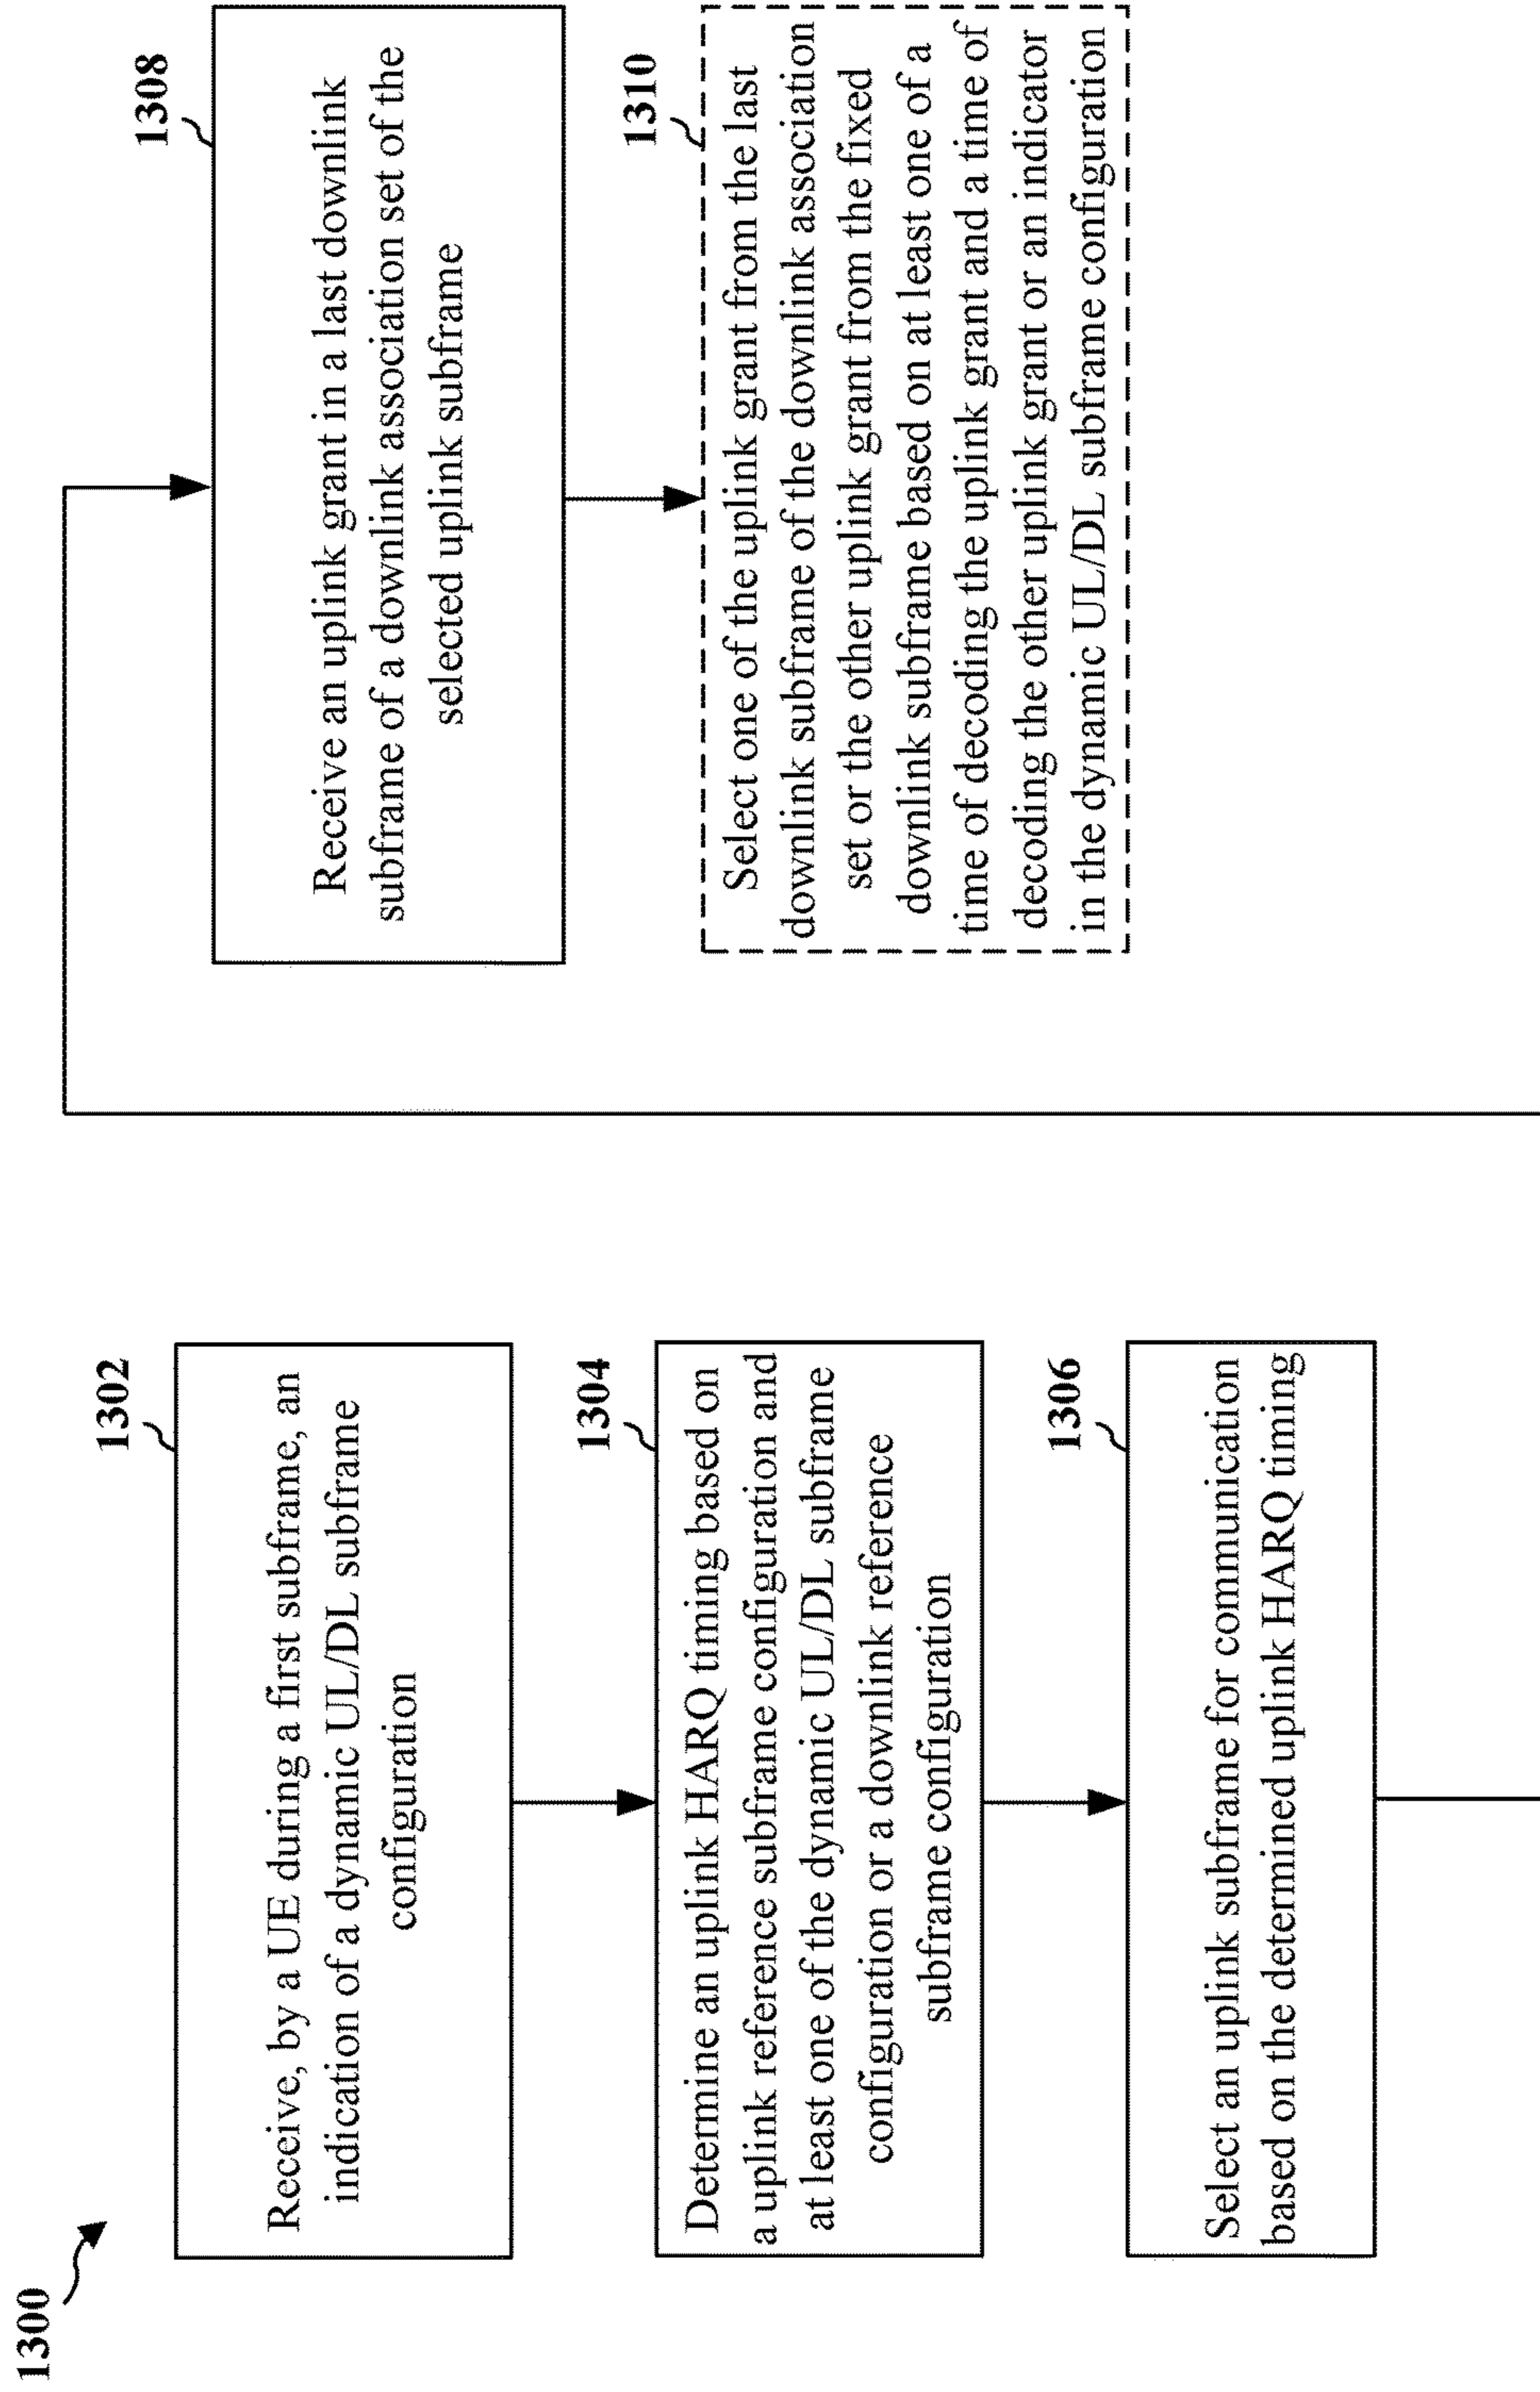 1300
1302
Receive, by a UE during a first subframe, an
indication of a dynamic UL/DL subframe
configuration
1304
Determine an uplink HARQ timing based on
a uplink reference subframe configuration and
at least one of the dynamic UL/DL subframe
configuration or a downlink reference
subframe configuration
1306
Select an uplink subframe for communication
based on the determined uplink HARQ timing
1308
Receive an uplink grant in a last downlink
subframe of a downlink association set of the
selected uplink subframe
1310
Select one of the uplink grant from the last
downlink subframe of the downlink association
set or the other uplink grant from the fixed
downlink subframe based on at least one of a
time of decoding the uplink grant and a time of
decoding the other uplink grant or an indicator
in the dynamic UL/DL subframe configuration